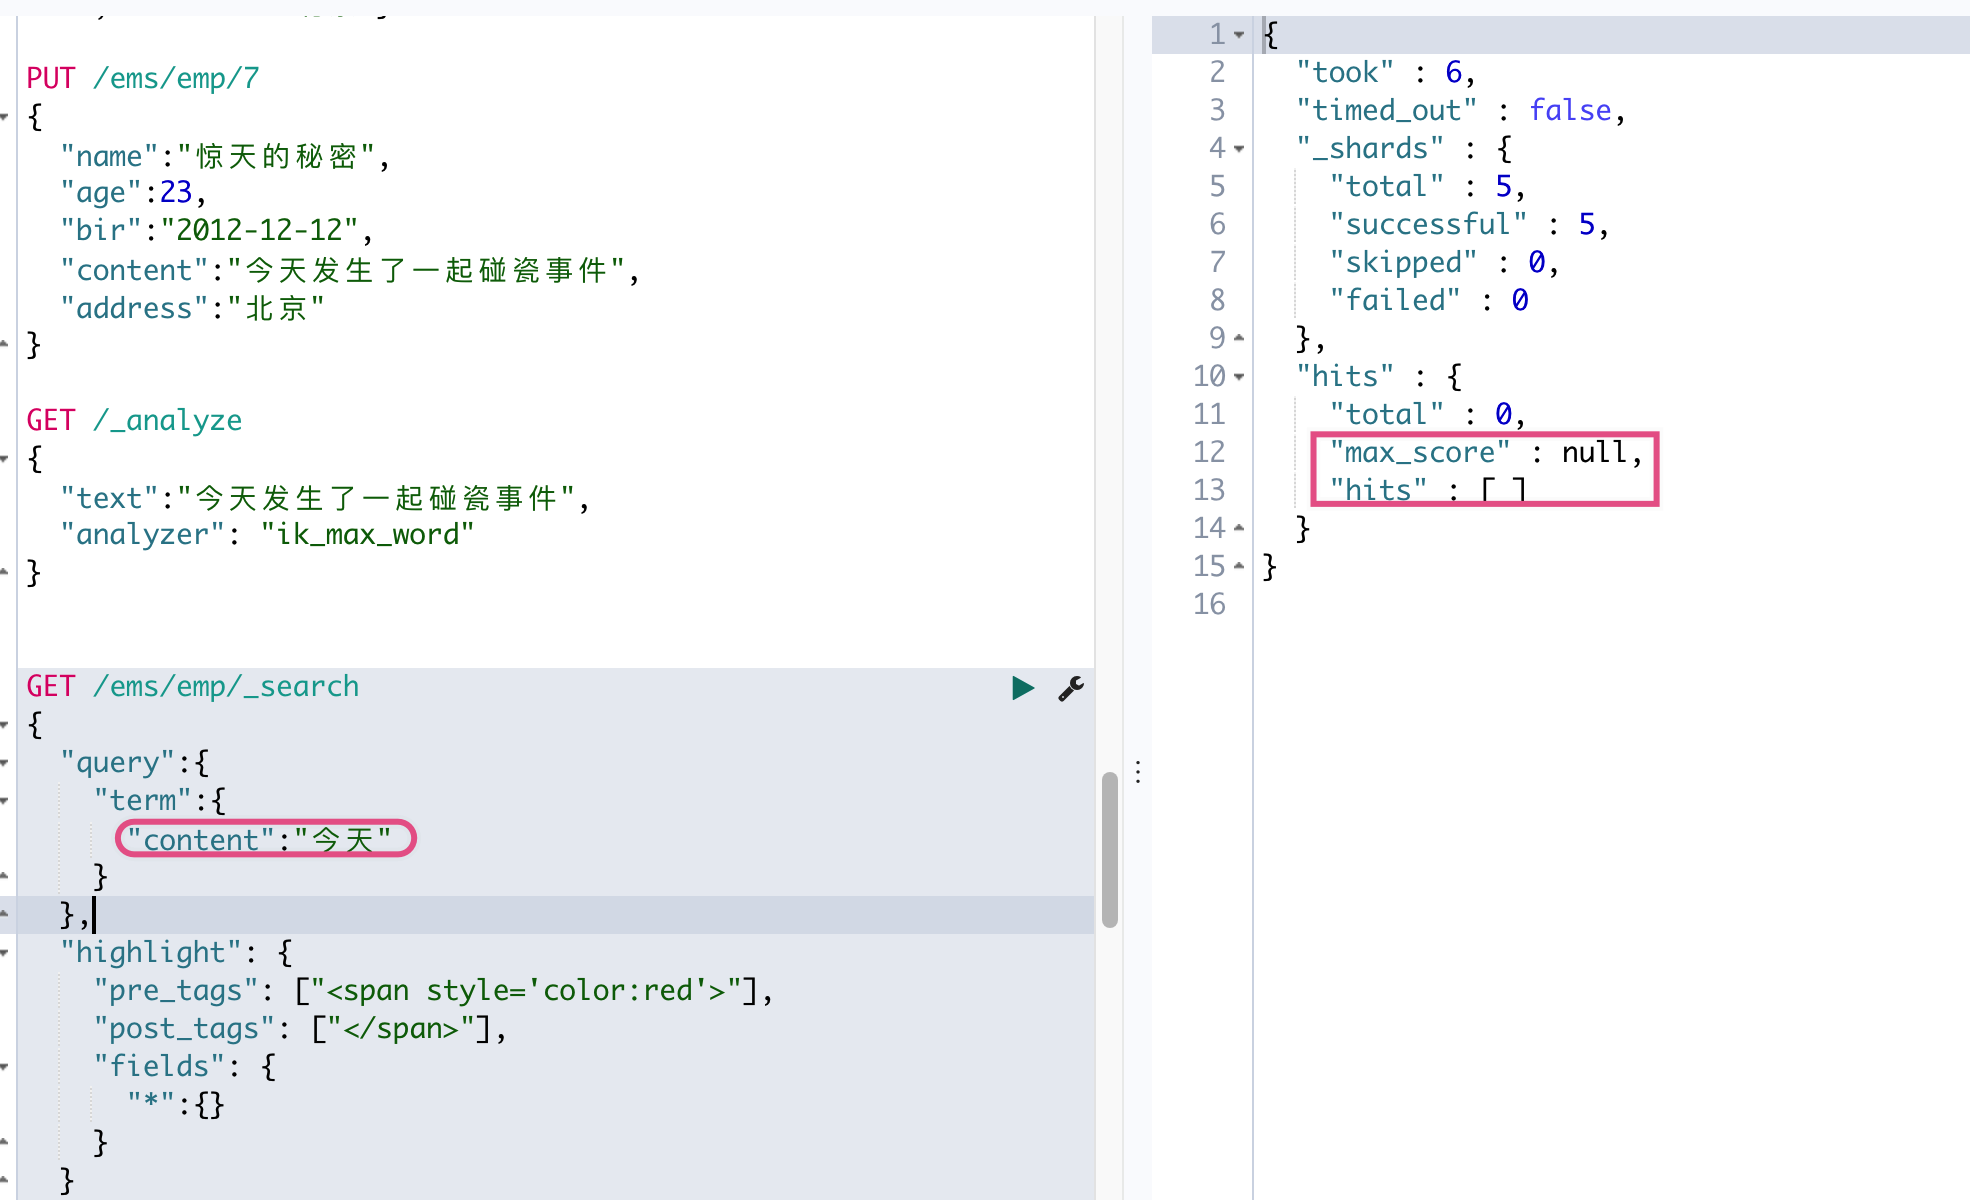 PUT /ems/emp/7
{
  "name":"惊天的秘密",
  "age":23,
  "bir":"2012-12-12",
  "content":"今天发生了一起碰瓷事件",
  "address":"北京"
}
GET /_analyze
{
  "text":"今天发生了一起碰瓷事件",
  "analyzer": "ik_max_word"
}
GET /ems/emp/_search
{
  "query":{
    "term":{
      "content":"今天"
    }
  },
  "highlight": {
    "pre_tags": ["<span style='color:red'>"],
    "post_tags": ["</span>"],
    "fields": {
      "*":{}
    }
  }
1 {
2   "took" : 6,
3   "timed_out" : false,
4   "_shards" : {
5     "total" : 5,
6     "successful" : 5,
7     "skipped" : 0,
8     "failed" : 0
9   },
10   "hits" : {
11     "total" : 0,
12     "max_score" : null,
13     "hits" : [ ]
14   }
15 }
16